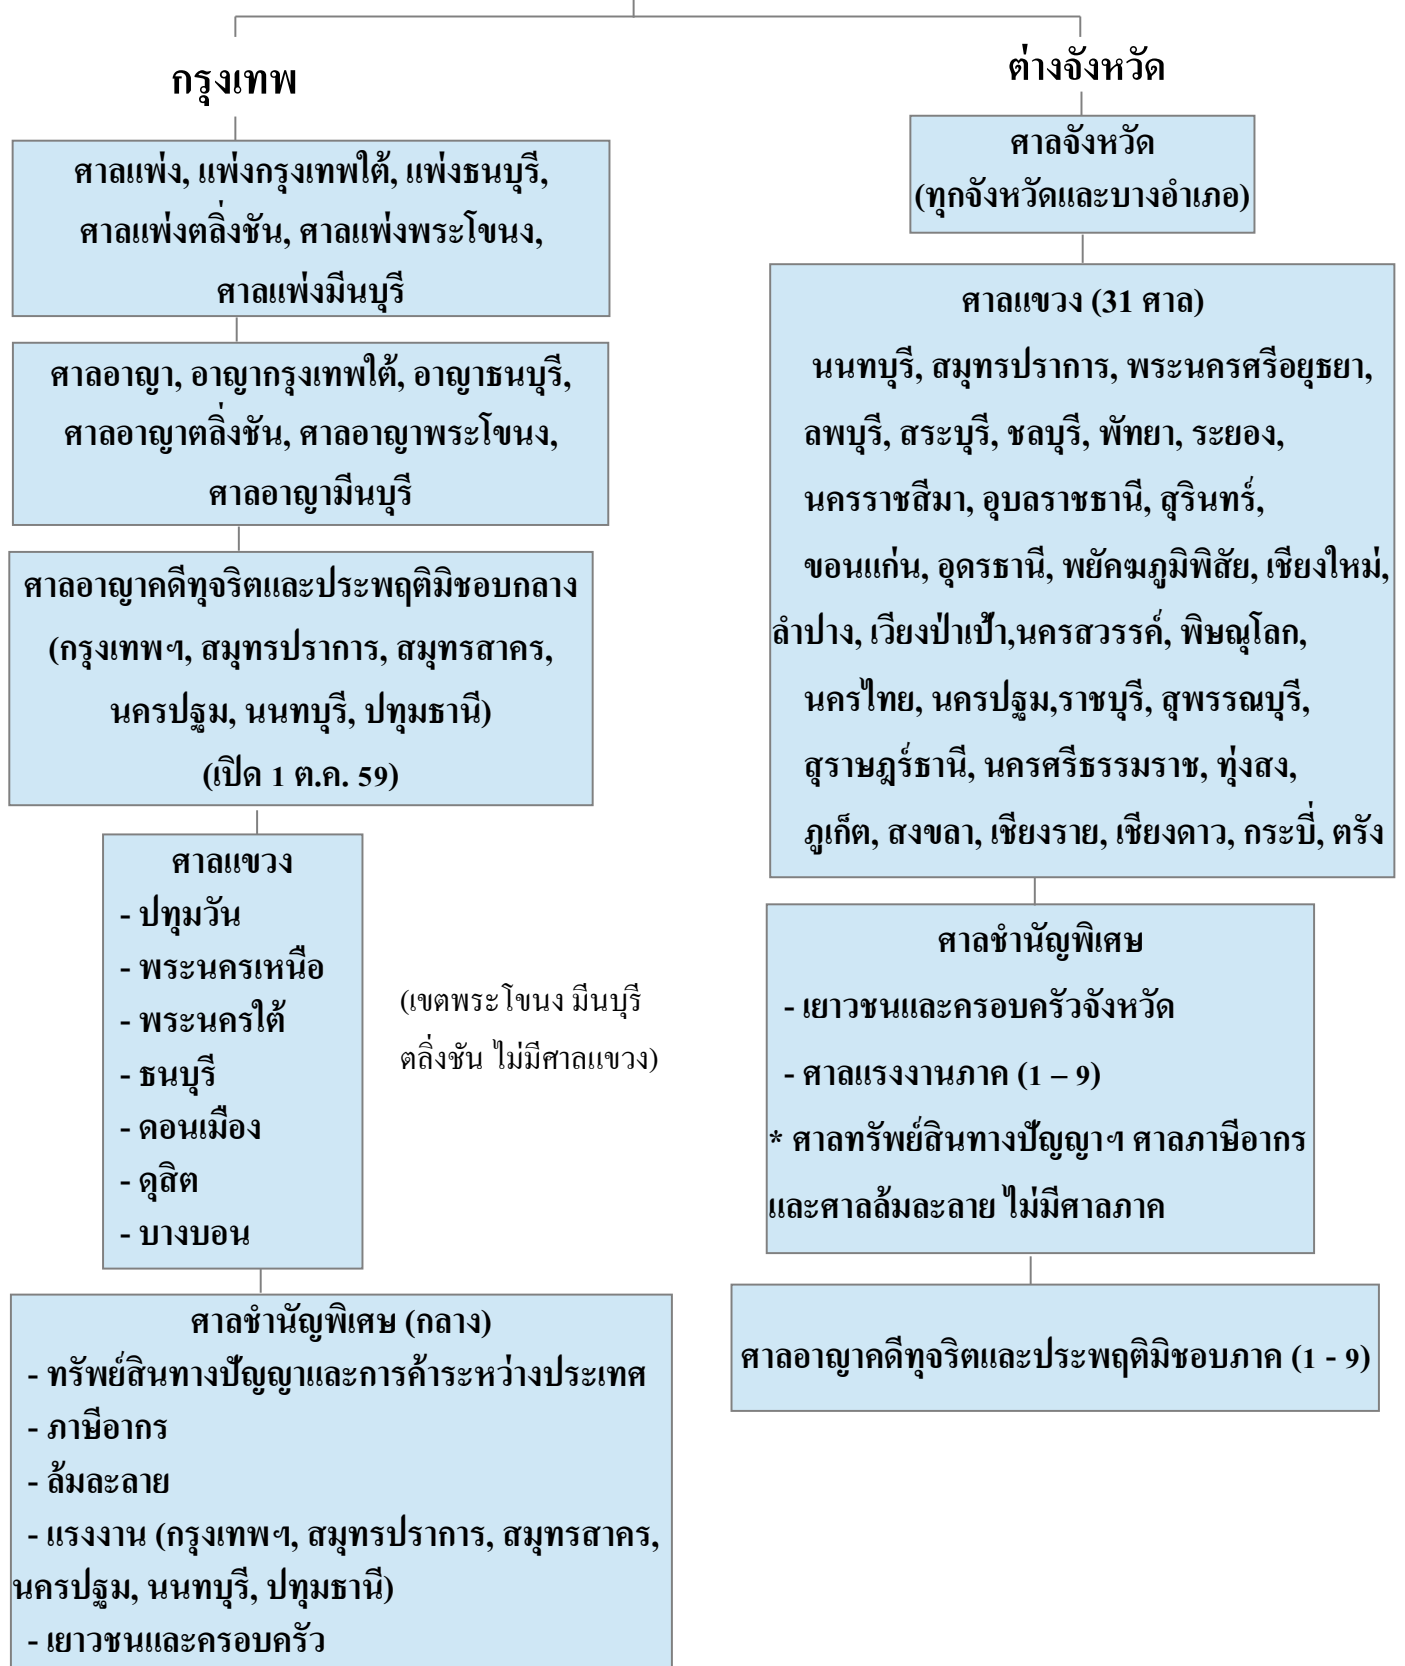 กรุงเทพ
ศาลแพ่ง, แพ่งกรุงเทพใต้, แพ่งธนบุรี,
ศาลแพ่งตลิ่งชัน, ศาลแพ่งพระโขนง,
ศาลแพ่งมีนบุรี
ศาลอาญา, อาญากรุงเทพใต้, อาญาธนบุรี,
ศาลอาญาตลิ่งชัน, ศาลอาญาพระโขนง,
ศาลอาญามีนบุรี
ศาลอาญาคดีทุจริตและประพฤติมิชอบกลาง
(กรุงเทพฯ, สมุทรปราการ, สมุทรสาคร,
นครปฐม, นนทบุรี, ปทุมธานี)
(เปิด 1 ต.ค. 59)
ศาลแขวง
- ปทุมวัน
- พระนครเหนือ
- พระนครใต้
- ธนบุรี
- ดอนเมือง
- ดุสิต
- บางบอน
(เขตพระโขนง มีนบุรี
ตลิ่งชัน ไม่มีศาลแขวง)
ศาลชำนัญพิเศษ (กลาง)
- ทรัพย์สินทางปัญญาและการค้าระหว่างประเทศ
- ภาษีอากร
- ล้มละลาย
- แรงงาน (กรุงเทพฯ, สมุทรปราการ, สมุทรสาคร,
นครปฐม, นนทบุรี, ปทุมธานี)
- เยาวชนและครอบครัว
ต่างจังหวัด
ศาลจังหวัด
(ทุกจังหวัดและบางอำเภอ)
ศาลแขวง (31 ศาล)
นนทบุรี, สมุทรปราการ, พระนครศรีอยุธยา,
ลพบุรี, สระบุรี, ชลบุรี, พัทยา, ระยอง,
นครราชสีมา, อุบลราชธานี, สุรินทร์,
ขอนแก่น, อุดรธานี, พยัคฆภูมิพิสัย, เชียงใหม่,
ลำปาง, เวียงป่าเป้า,นครสวรรค์, พิษณุโลก,
นครไทย, นครปฐม,ราชบุรี, สุพรรณบุรี,
สุราษฎร์ธานี, นครศรีธรรมราช, ทุ่งสง,
ภูเก็ต, สงขลา, เชียงราย, เชียงดาว, กระบี่, ตรัง
ศาลชำนัญพิเศษ
- เยาวชนและครอบครัวจังหวัด
- ศาลแรงงานภาค (1 – 9)
* ศาลทรัพย์สินทางปัญญาฯ ศาลภาษีอากร
และศาลล้มละลาย ไม่มีศาลภาค
ศาลอาญาคดีทุจริตและประพฤติมิชอบภาค (1 - 9)